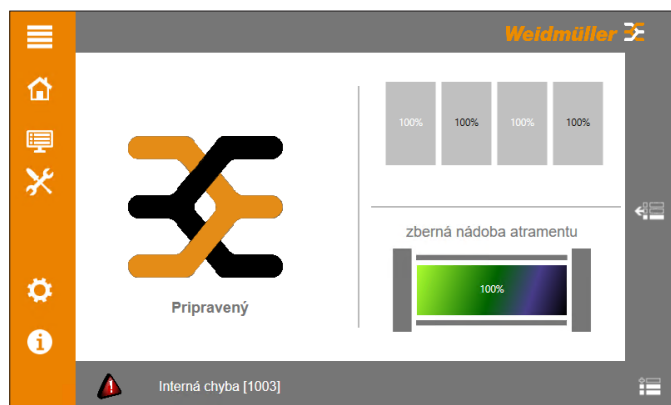 Weidmüller
100% 100% 100% 100%
zberná nádoba atramentu
100%
Pripravený
Interná chyba [1003]